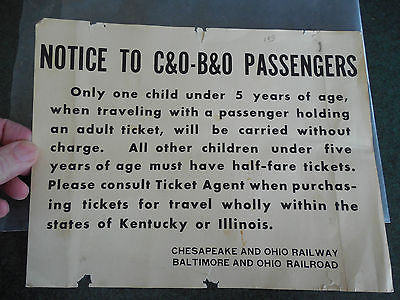 NOTICE TO C&O-B&O PASSENGERS
Only one child under 5 years of age,
when traveling with a passenger holding
an adult ticket, will be carried without
charge. All other children under five
years of age must have half-fare tickets.
Please consult Ticket Agent when purchas-
ing tickets for travel wholly within the
states of Kentucky or Illinois.
CHESAPEAKE AND OHIO RAILWAY
BALTIMORE AND OHIO RAILROAD